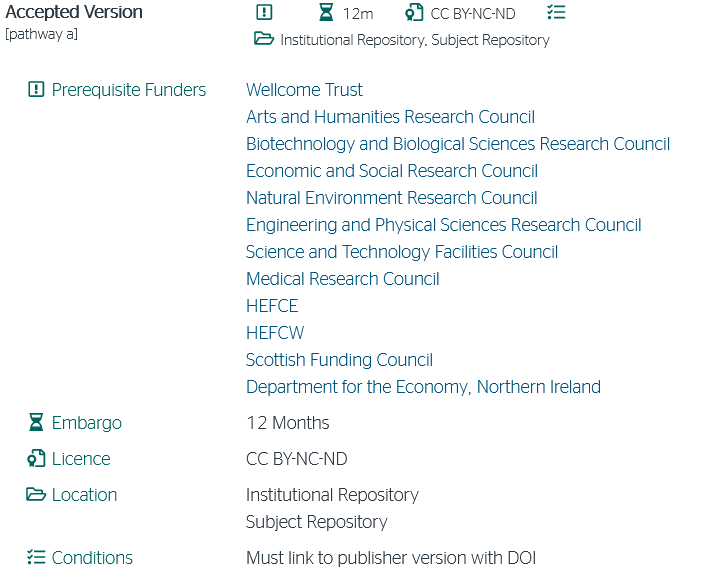 Accepted Version
[pathway a]
12m CC BY-NC-ND
Institutional Repository, Subject Repository
Prerequisite Funders Wellcome Trust
Arts and Humanities Research Council
Biotechnology and Biological Sciences Research Council
Economic and Social Research Council
Natural Environment Research Council
Engineering and Physical Sciences Research Council
Science and Technology Facilities Council
Medical Research Council
HEFCE
HEFCW
Scottish Funding Council
Department for the Economy, Northern Ireland
Embargo 12 Months
Licence CC BY-NC-ND
Location Institutional Repository
Subject Repository
Conditions Must link to publisher version with DOI